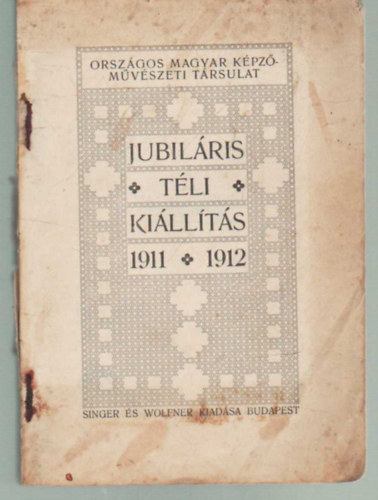 ORSZÁGOS MAGYAR KÉPZŐ-
MŰVÉSZETI TÁRSULAT
JUBILÁRIS
TÉLI
KIÁLLÍTÁS
1911 1912
SINGER ÉS WOLFNER KIADÁSA BUDAPEST